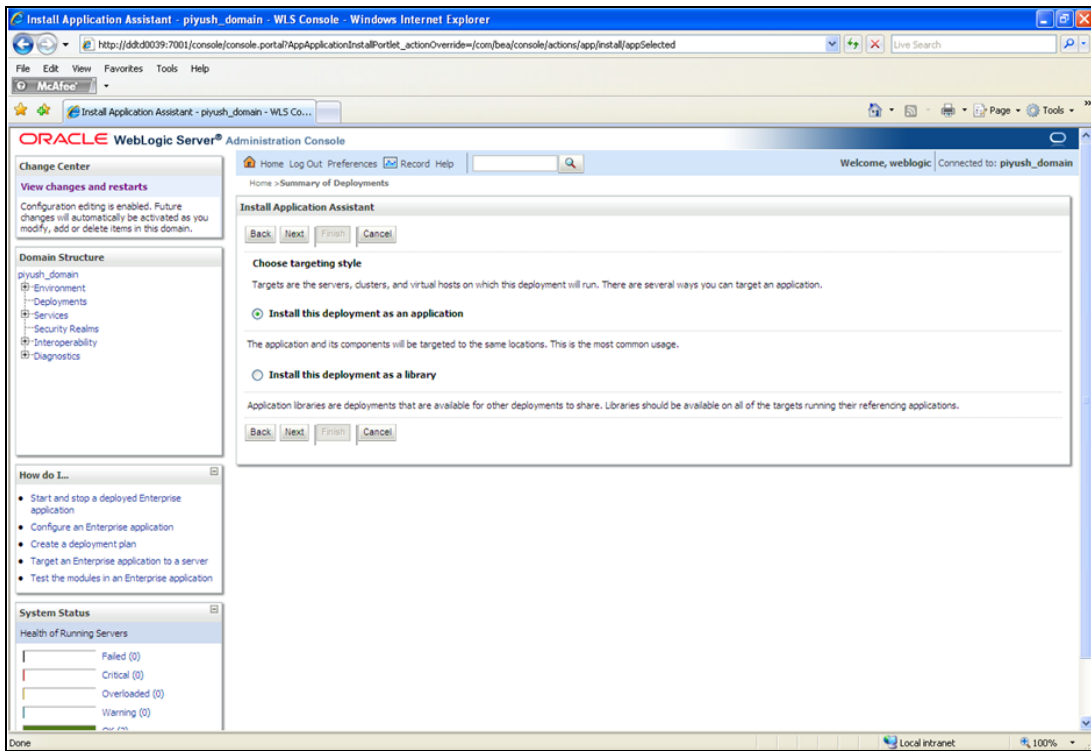 Install Application Assistant - piyush_domain - WLS Console - Windows Internet Explorer
http://ddtd0039:7001/console/console.portal?AppApplicationInstallPortlet_actionOverride=/com/bea/console/actions/app/install/appSelected
Live Search
File Edit View Favorites Tools Help
McAfee
Install Application Assistant - piyush_domain - WLS Co...
Page Tools
ORACLE WebLogic Server® Administration Console
Change Center
View changes and restarts
Configuration editing is enabled. Future
changes will automatically be activated as you
modify, add or delete items in this domain.
Domain Structure
piyush_domain
Environment
Deployments
Services
Security Realms
Interoperability
Diagnostics
How do I...
Start and stop a deployed Enterprise
application
Configure an Enterprise application
Create a deployment plan
Target an Enterprise application to a server
Test the modules in an Enterprise application
System Status
Health of Running Servers
Failed (0)
Critical (0)
Overloaded (0)
Warning (0)
Home Log Out Preferences Record Help
Welcome, weblogic Connected to: piyush_domain
Home >Summary of Deployments
Install Application Assistant
Back Next Finish Cancel
Choose targeting style
Targets are the servers, clusters, and virtual hosts on which this deployment will run. There are several ways you can target an application.
Install this deployment as an application
The application and its components will be targeted to the same locations. This is the most common usage.
Install this deployment as a library
Application libraries are deployments that are available for other deployments to share. Libraries should be available on all of the targets running their referencing applications.
Back Next Finish Cancel
Done
Local intranet
100%